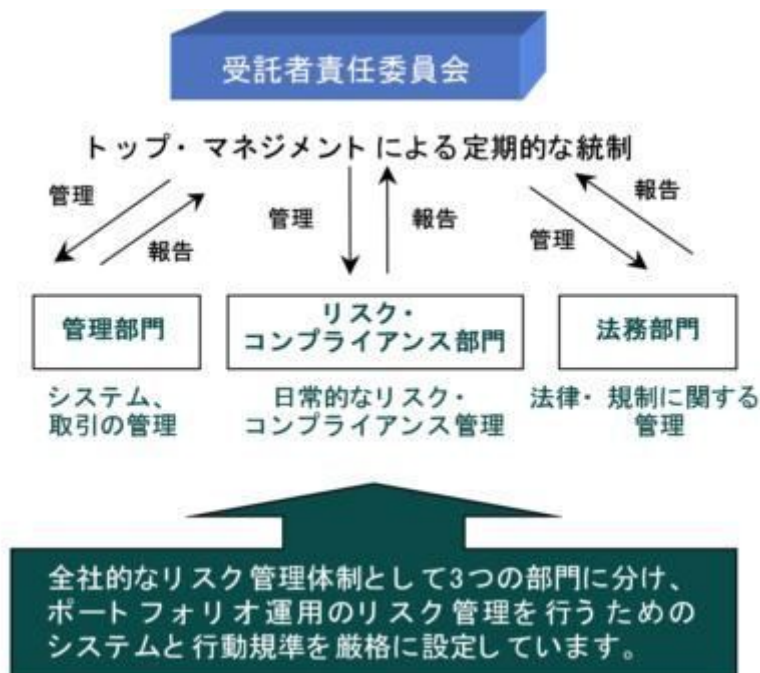 受託者責任委員会
トップ・マネジメントによる定期的な統制
管理
報告
管理
報告
管理
報告
管理部門
リスク・
コンプライアンス部門
法務部門
システム、
取引の管理
日常的なリスク・
コンプライアンス管理
法律・規制に関する
管理
全社的なリスク管理体制として3つの部門に分け、
ポートフォリオ運用のリスク管理を行うための
システムと行動規準を厳格に設定しています。